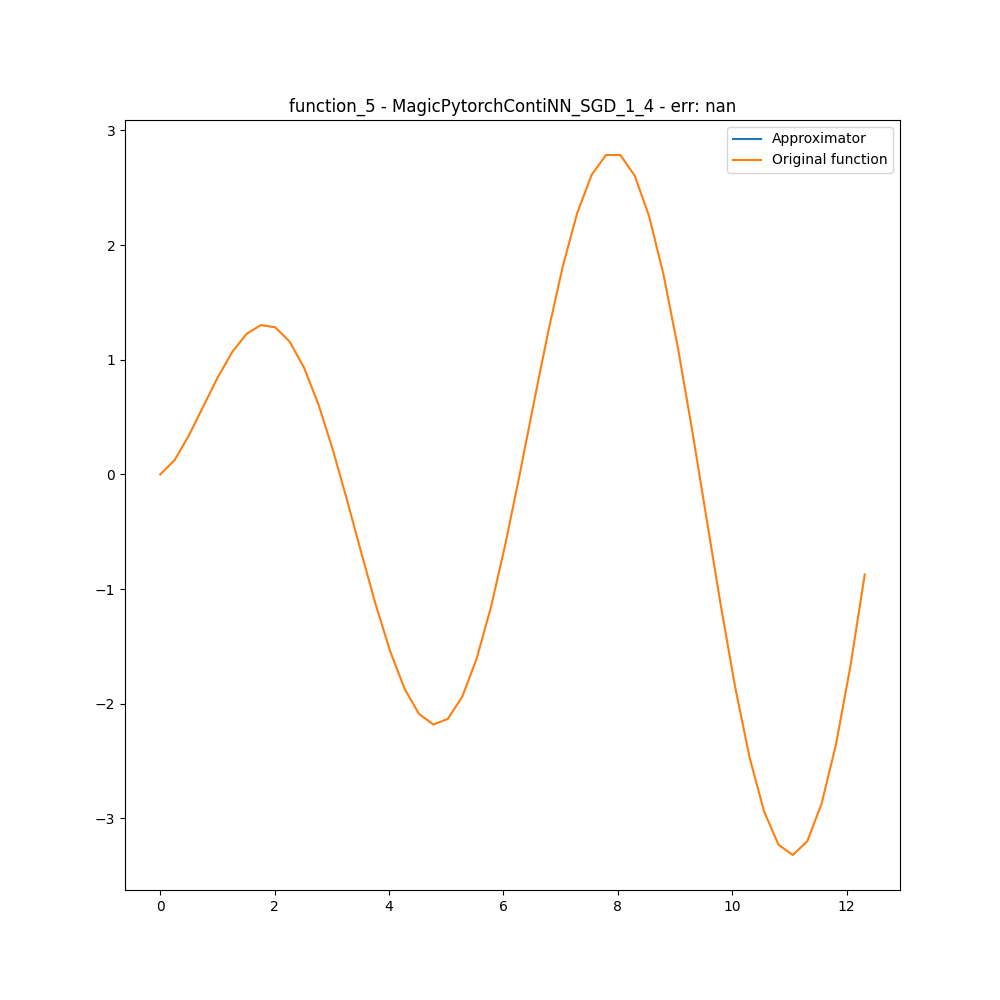 function_5 - MagicPytorchContiNN_SGD_1_4 - err: nan
Approximator
Original function
3
2
1
0
−1
−2
−3
0 2 4 6 8 10 12